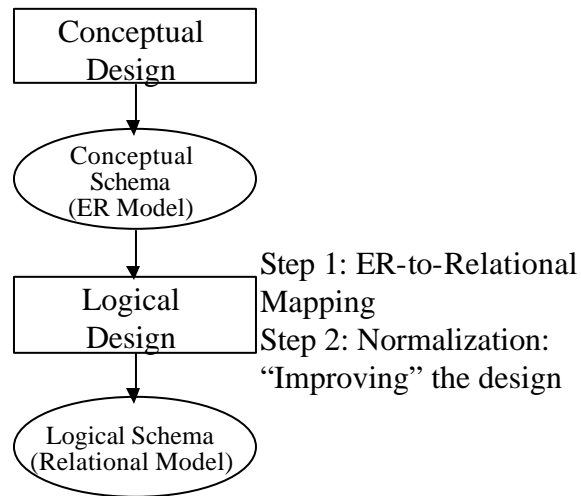 Conceptual
Design
Conceptual
Schema
(ER Model)
Logical
Design
Step 1: ER-to-Relational
Mapping
Step 2: Normalization:
“Improving” the design
Logical Schema
(Relational Model)